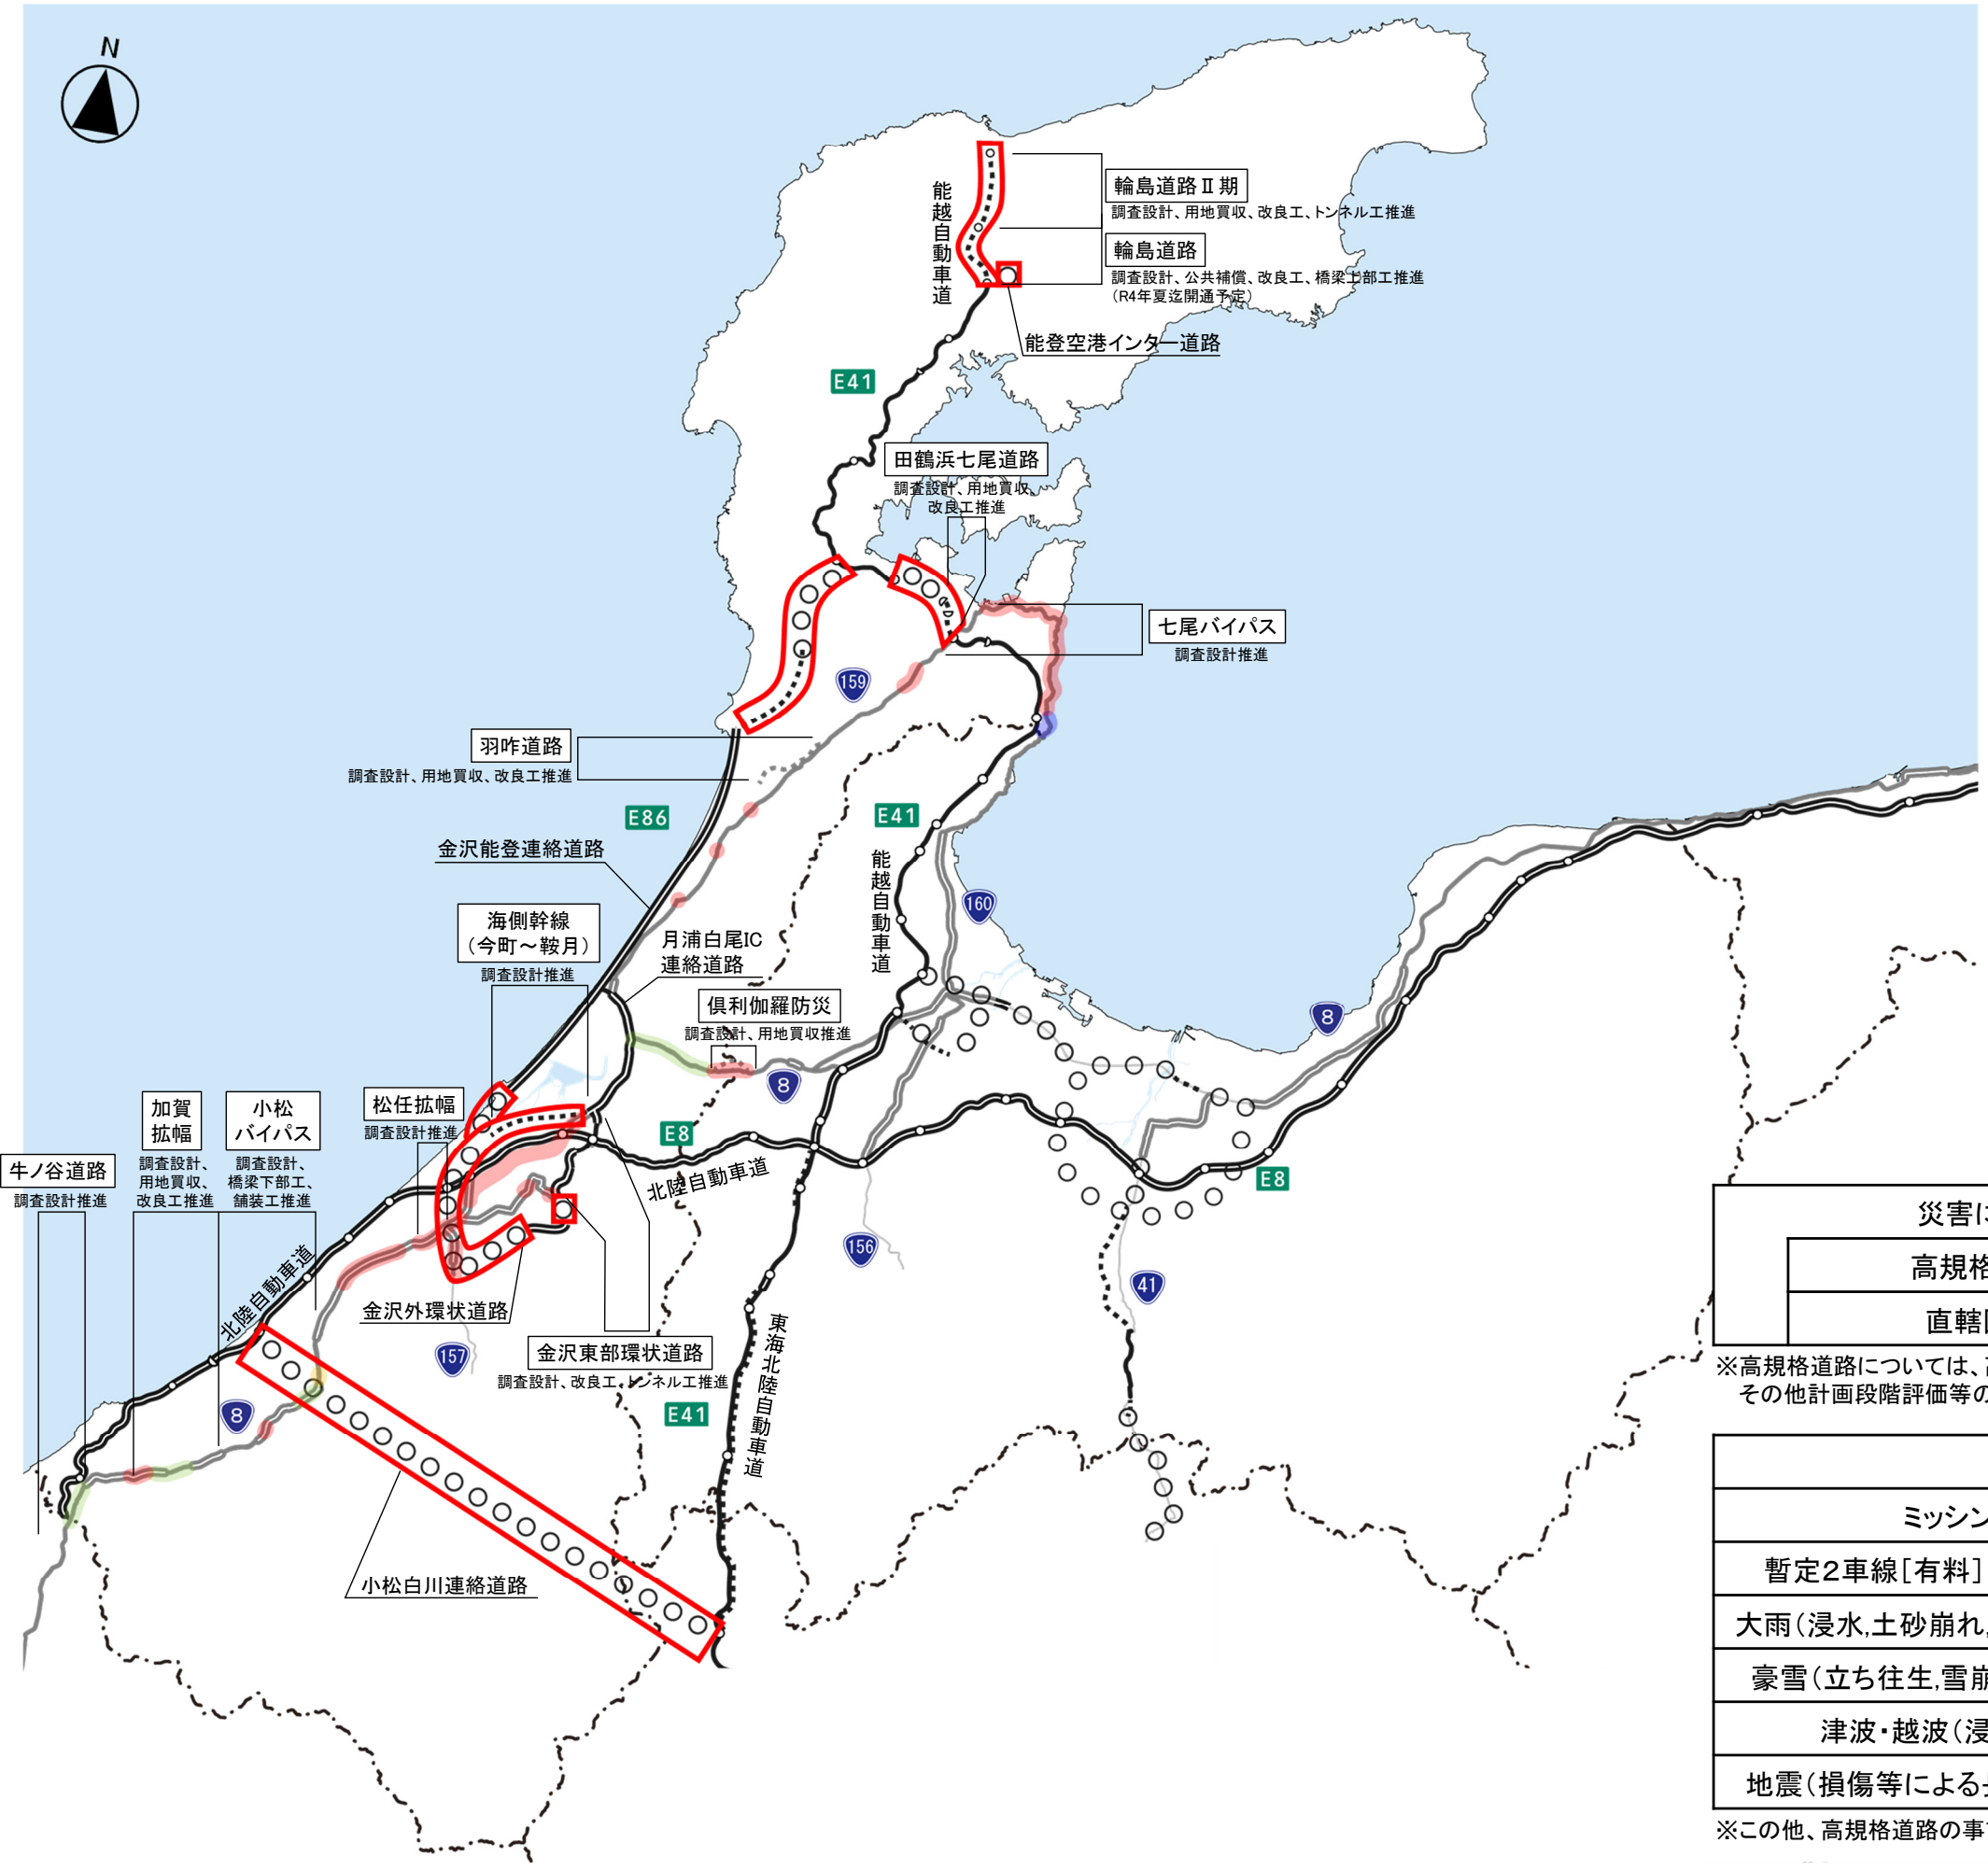 N
能越自動車道
輪島道路Ⅱ期
調査設計、用地買収、改良工、トンネル工推進
輪島道路
調査設計、公共補償、改良工、橋梁上部工推進
（R4年夏迄開通予定）
能登空港インター道路
E41
田鶴浜七尾道路
調査設計、用地買収、
改良工推進
七尾バイパス
調査設計推進
159
羽咋道路
調査設計、用地買収、改良工推進
E86
E41
金沢能登連絡道路
能越自動車道
160
海側幹線
（今町～鞍月）
調査設計推進
月浦白尾IC
連絡道路
倶利伽羅防災
調査設計、用地買収推進
8
8
加賀
拡幅
調査設計、
用地買収、
改良工推進
小松
バイパス
調査設計、
橋梁下部工、
舗装工推進
松任拡幅
調査設計推進
E8
牛ノ谷道路
調査設計推進
北陸自動車道
E8
156
41
北陸自動車道
金沢外環状道路
157
金沢東部環状道路
調査設計、改良工、トンネル工推進
東海北陸自動車道
E41
8
小松白川連絡道路
災害に
高規格
直轄
※高規格道路については、
その他計画段階評価等の
ミッシン
暫定2車線［有料］
大雨（浸水,土砂崩れ,
豪雪（立ち往生,雪崩
津波・越波（浸
地震（損傷等による
※この他、高規格道路の事